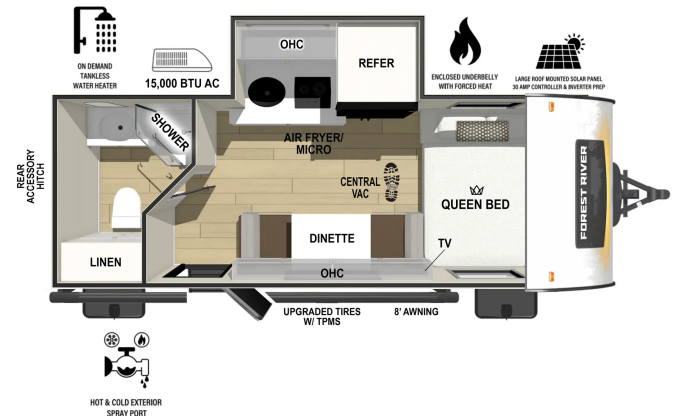 ON DEMAND
TANKLESS
WATER HEATER
15,000 BTU AC
OHC
REFER
ENCLOSED UNDERBELLY
WITH FORCED HEAT
LARGE ROOF MOUNTED SOLAR PANEL
30 AMP CONTROLLER & INVERTER PREP
REAR
ACCESSORY
HITCH
SHOWER
AIR FRYER/
MICRO
CENTRAL
VAC
QUEEN BED
FOREST RIVER
DINETTE
TV
LINEN
OHC
UPGRADED TIRES
W/ TPMS
8' AWNING
HOT & COLD EXTERIOR
SPRAY PORT